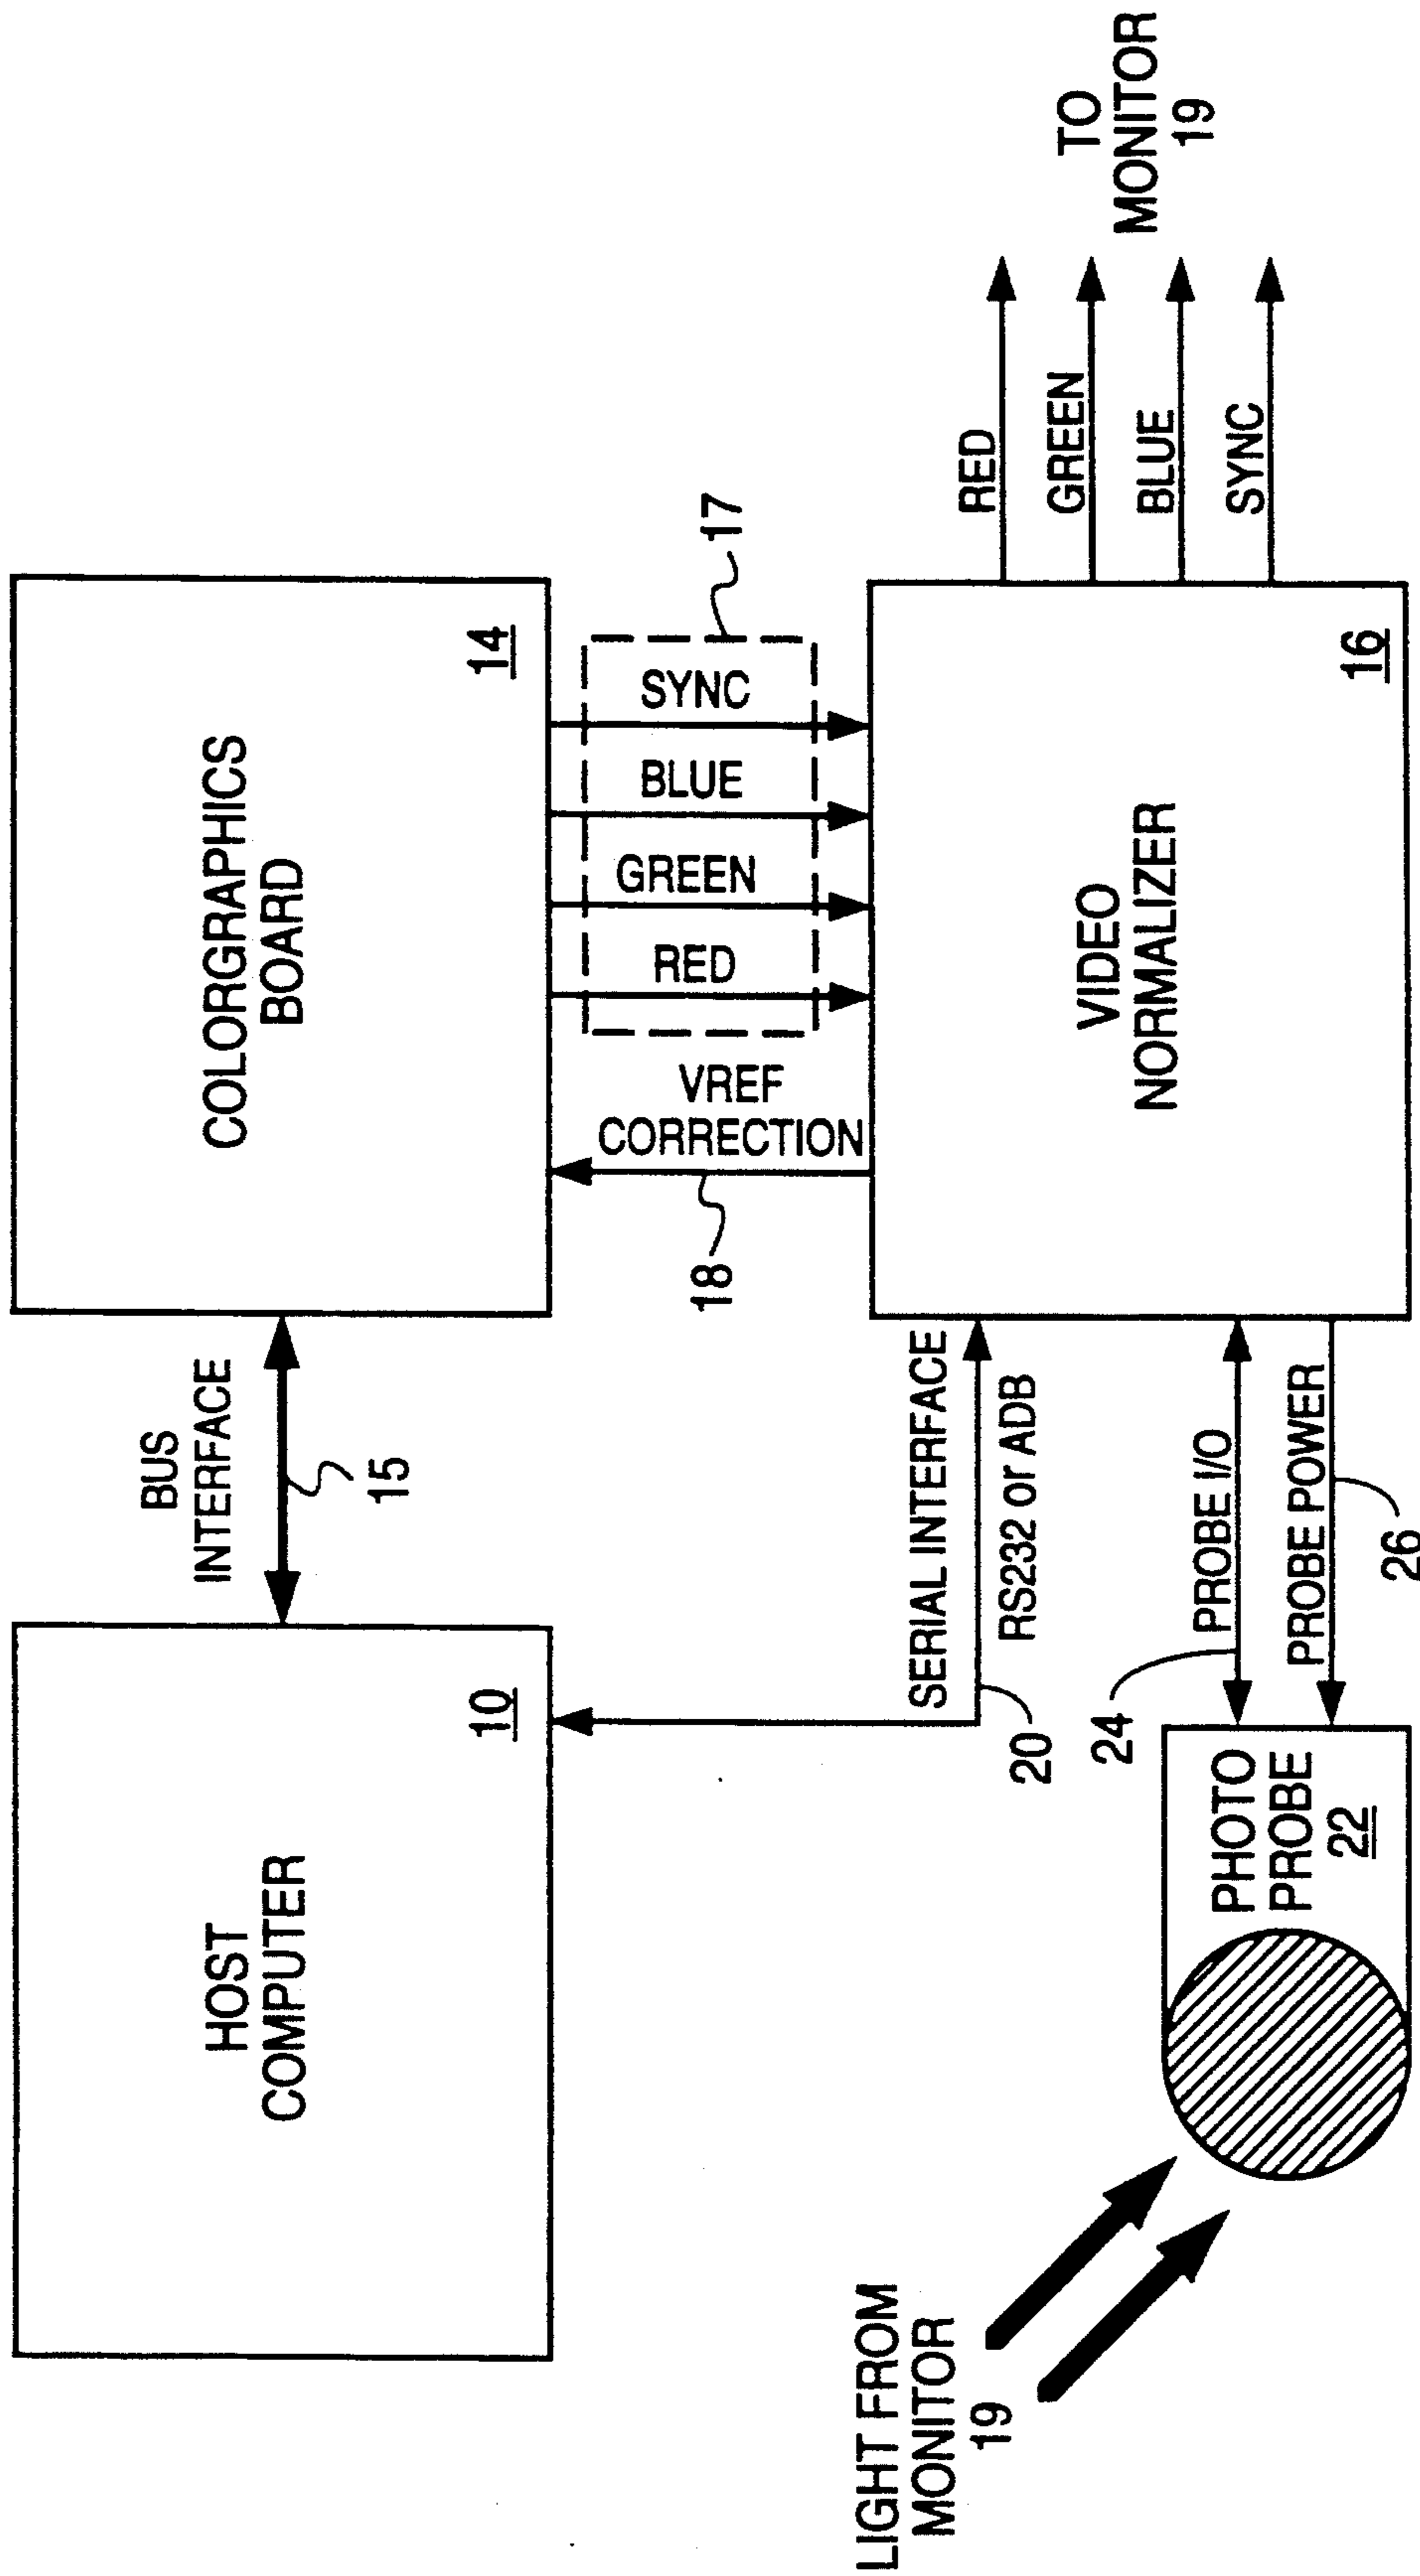 HOST
COMPUTER
10
BUS
INTERFACE
15
COLORGRAPHICS
BOARD
14
VREF
CORRECTION
18
RED
GREEN
BLUE
SYNC
17
SERIAL INTERFACE
RS232 or ADB
20
LIGHT FROM
MONITOR
19
PHOTO
PROBE
22
PROBE I/O
24
PROBE POWER
26
VIDEO
NORMALIZER
16
RED
GREEN
BLUE
SYNC
TO
MONITOR
19